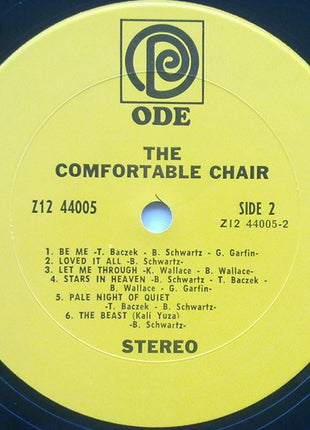 ODE
THE
COMFORTABLE CHAIR
Z12 44005
SIDE 2
Z12 44005-2
1. BE ME -T. Baczek - B. Schwartz - G. Garfin-
2. LOVED IT ALL -B. Schwartz-
3. LET ME THROUGH -K. Wallace - B. Wallace-
4. STARS IN HEAVEN -B. Schwartz - T. Baczek -
B. Wallace - G. Garfin-
5. PALE NIGHT OF QUIET
-T. Baczek - B. Schwartz-
6. THE BEAST (Kali Yuza)
-B. Schwartz-
STEREO